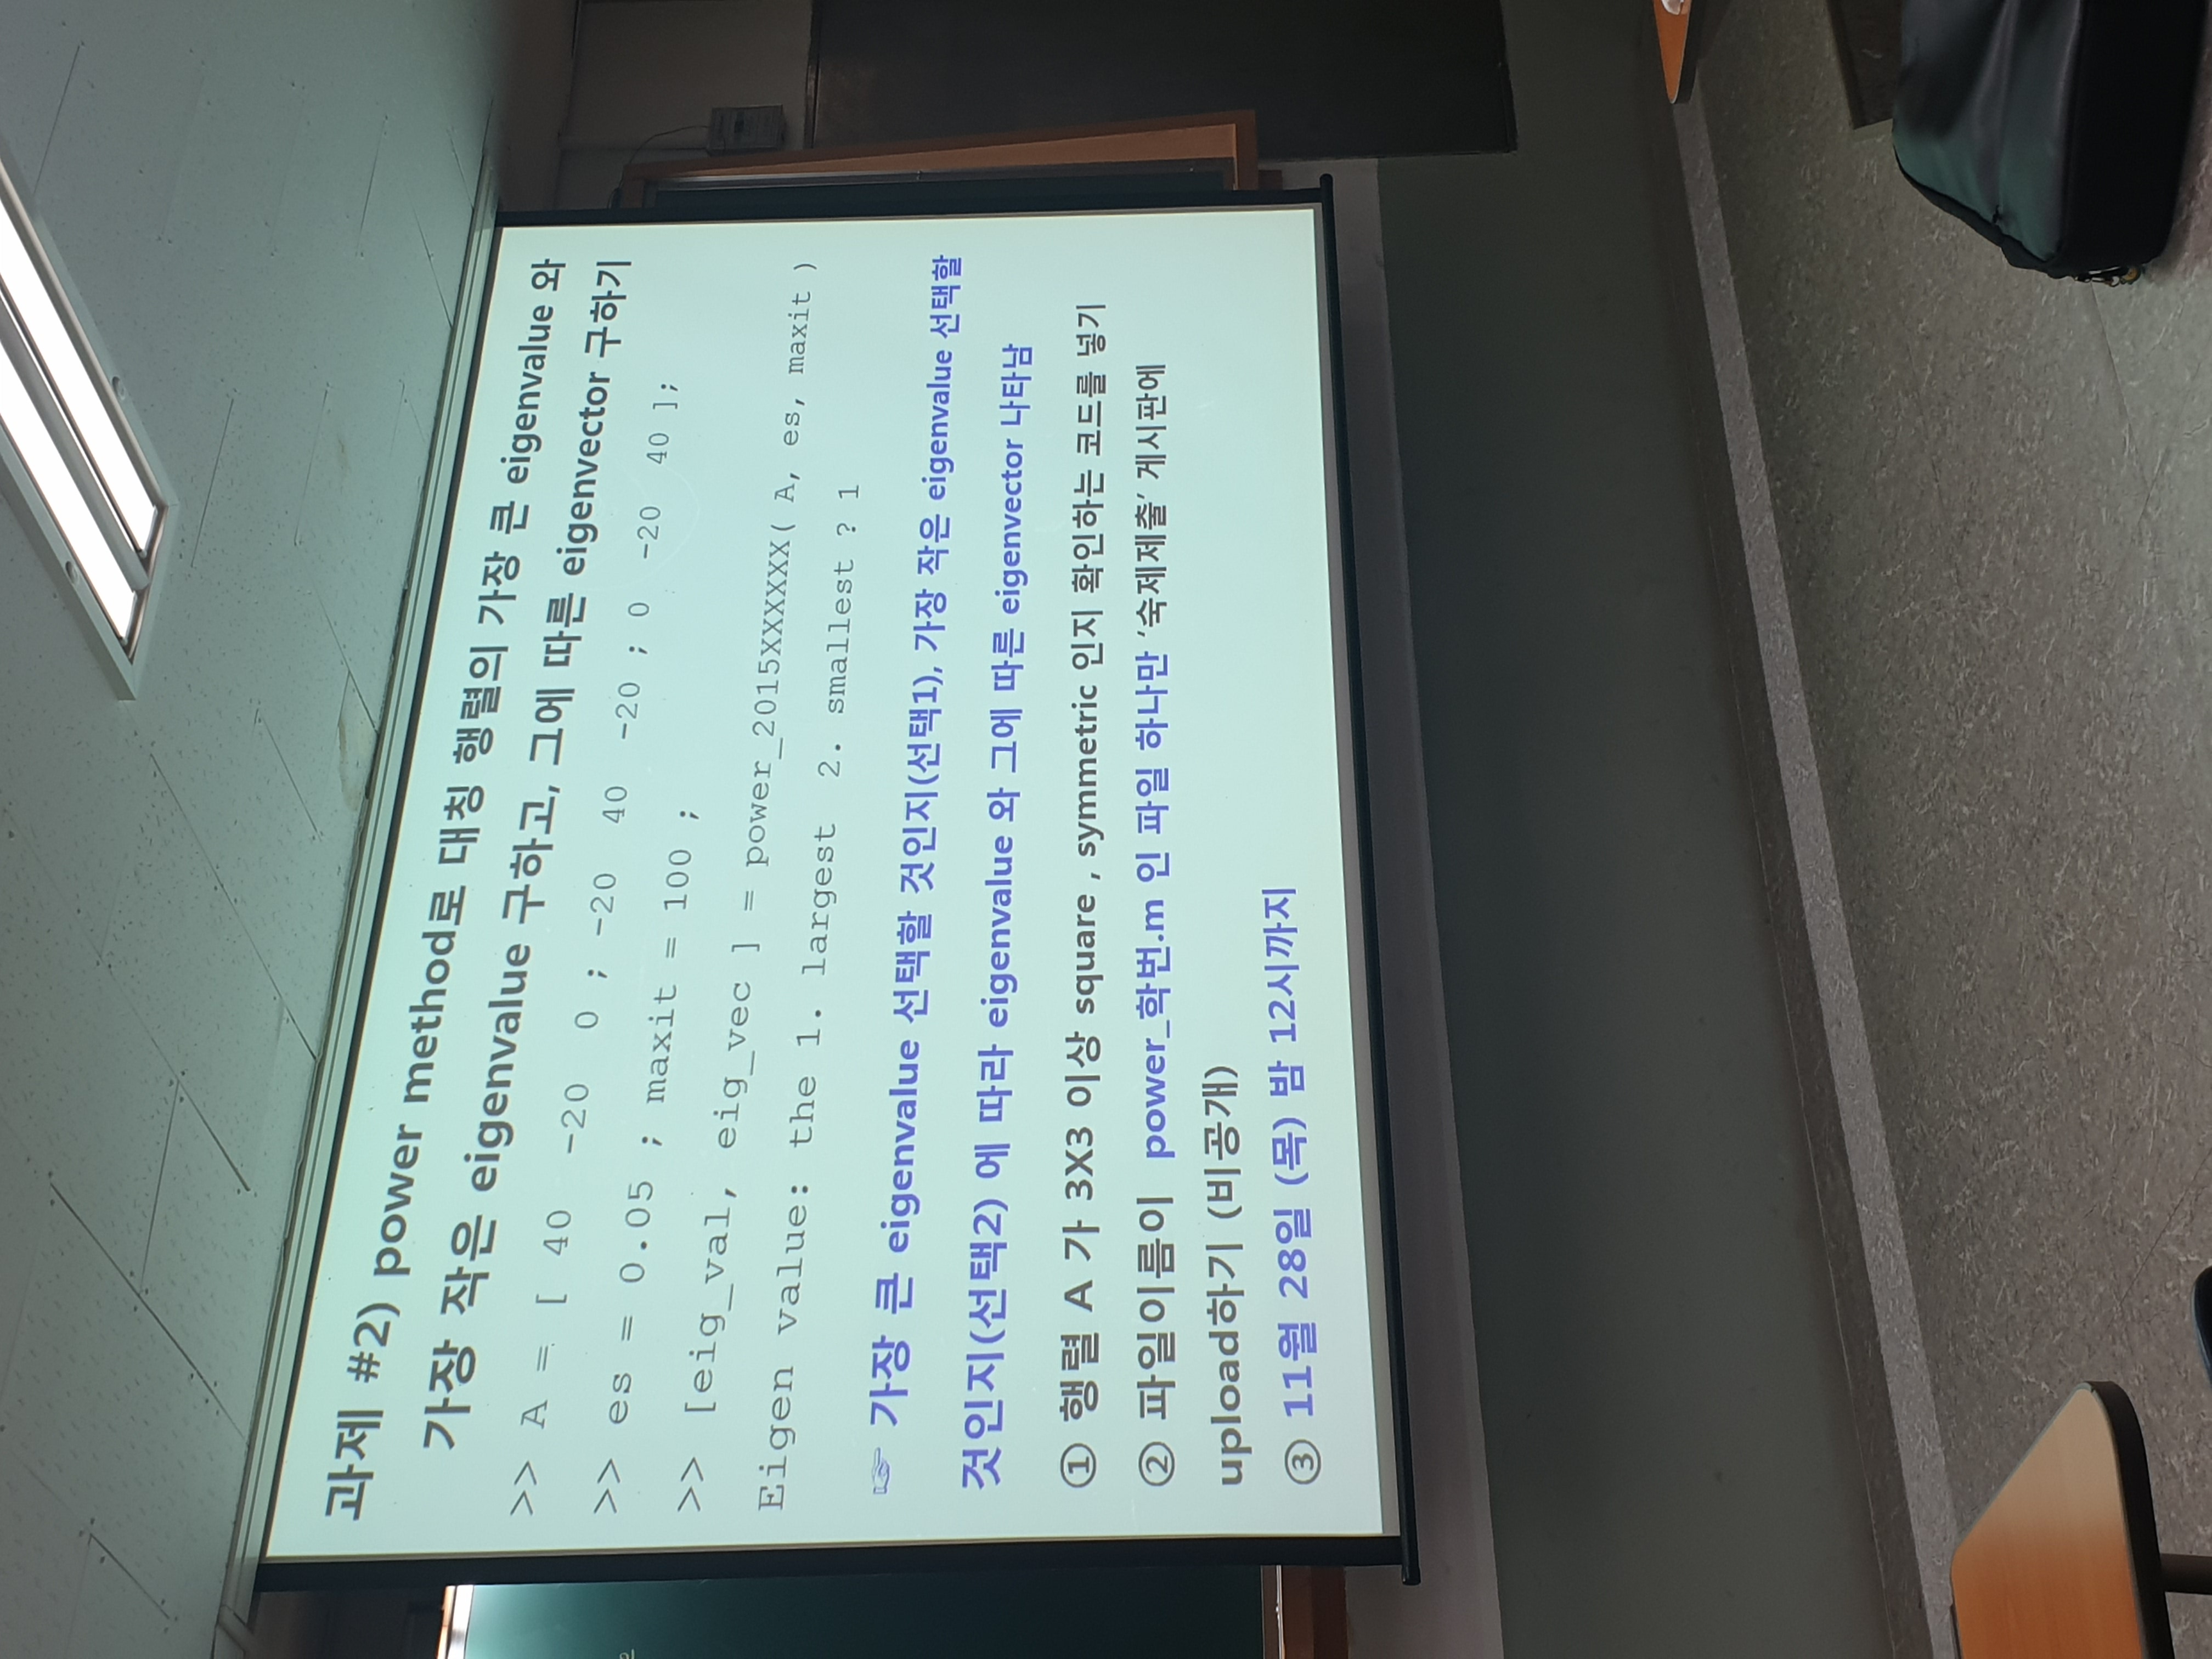 과제 #2) power method로 대칭 행렬의 가장 큰 eigenvalue 와
가장 작은 eigenvalue 구하고, 그에 따른 eigenvector 구하기
>> A = [ 40 -20 0 ; -20 40 -20 ; 0 -20 40 ];
>> es = 0.05 ; maxit = 100 ;
>> [eig_val, eig_vec ] = power_2015XXXXXX( A, es, maxit )
Eigen value: the 1. largest 2. smallest ? 1
☞ 가장 큰 eigenvalue 선택할 것인지(선택1), 가장 작은 eigenvalue 선택할
것인지(선택2) 에 따라 eigenvalue 와 그에 따른 eigenvector 나타남
① 행렬 A 가 3X3 이상 square , symmetric 인지 확인하는 코드를 넣기
② 파일이름이 power_학번.m 인 파일 하나만 ‘숙제제출’ 게시판에
upload하기 (비공개)
③ 11월 28일 (목) 밤 12시까지